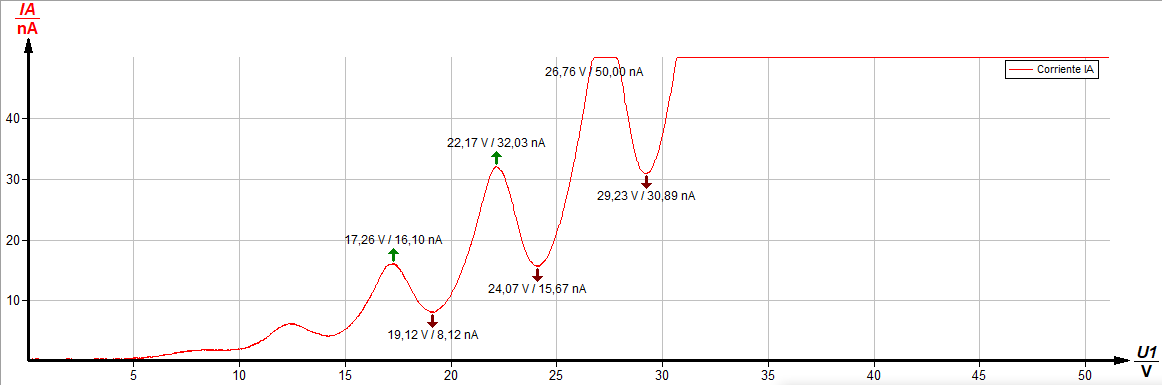 IA
nA
Corriente IA
26,76 V / 50,00 nA
40
22,17 V / 32,03 nA
30
29,23 V / 30,89 nA
17,26 V / 16,10 nA
20
24,07 V / 15,67 nA
10
19,12 V / 8,12 nA
U1
V
5 10 15 20 25 30 35 40 45 50